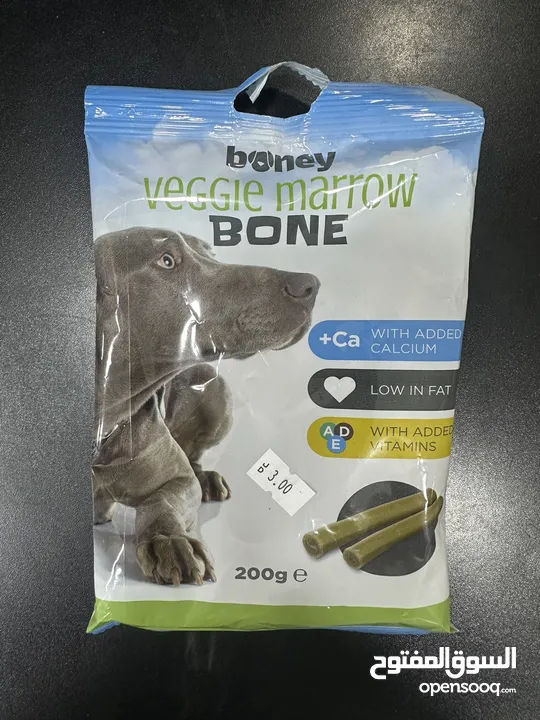 boney
veggie marrow
BONE
+Ca WITH ADDED
CALCIUM
LOW IN FAT
A D E WITH ADDED
VITAMINS
3.00
200g e
السوق المفتوح
opensooq.com